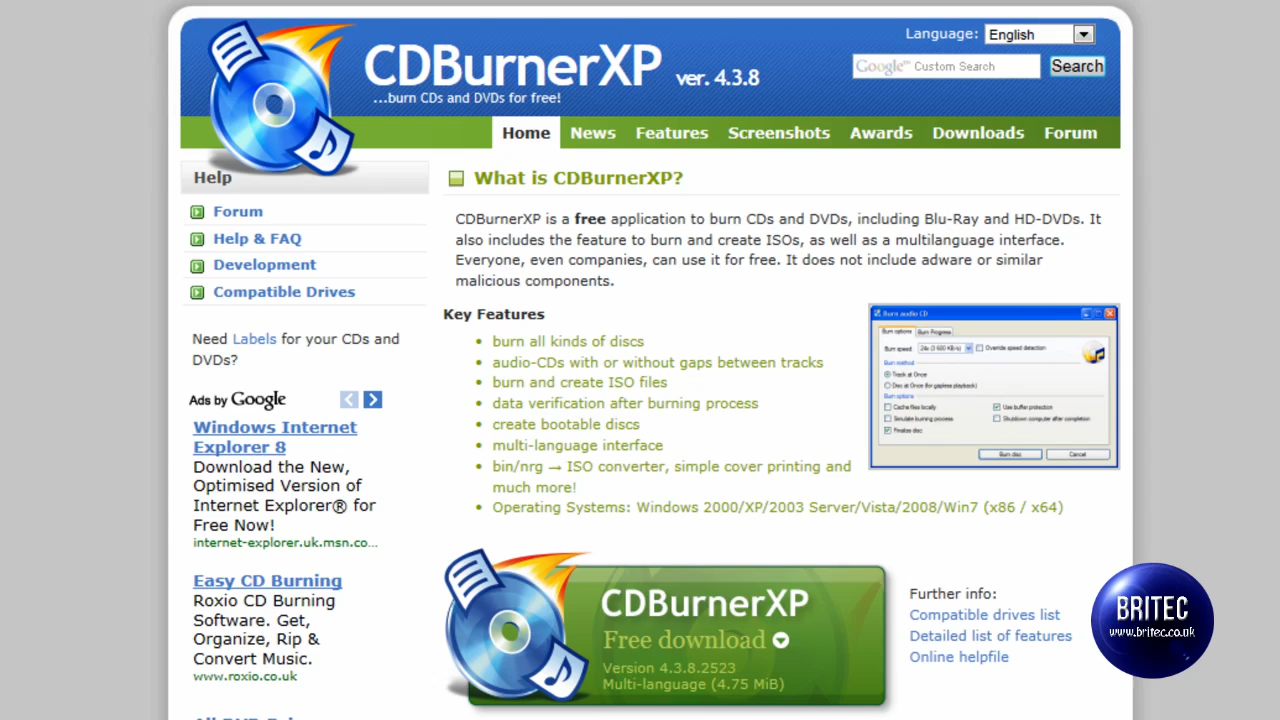 Language: English
CDBurnerXP ver. 4.3.8
...burn CDs and DVDs for free!
Google™ Custom Search Search
Home News Features Screenshots Awards Downloads Forum
Help
Forum
Help & FAQ
Development
Compatible Drives
Need Labels for your CDs and
DVDs?
Ads by Google
Windows Internet
Explorer 8
Download the New,
Optimised Version of
Internet Explorer® for
Free Now!
internet-explorer.uk.msn.co...
Easy CD Burning
Roxio CD Burning
Software. Get,
Organize, Rip &
Convert Music.
www.roxio.co.uk
What is CDBurnerXP?
CDBurnerXP is a free application to burn CDs and DVDs, including Blu-Ray and HD-DVDs. It
also includes the feature to burn and create ISOs, as well as a multilanguage interface.
Everyone, even companies, can use it for free. It does not include adware or similar
malicious components.
Key Features
• burn all kinds of discs
• audio-CDs with or without gaps between tracks
• burn and create ISO files
• data verification after burning process
• create bootable discs
• multi-language interface
• bin/nrg → ISO converter, simple cover printing and
much more!
• Operating Systems: Windows 2000/XP/2003 Server/Vista/2008/Win7 (x86 / x64)
Burn audio CD
Burn options Burn Progress
Burn speed: 24x (3 600 KB/s) Override speed detection
Burn method
Track at Once
Disc at Once (for gapless playback)
Burn options
Cache files locally Use buffer protection
Simulate burning process Shutdown computer after completion
Finalize disc
Burn disc Cancel
CDBurnerXP
Free download
Version 4.3.8.2523
Multi-language (4.75 MiB)
Further info:
Compatible drives list
Detailed list of features
Online helpfile
BRITEC
www.britec.co.uk